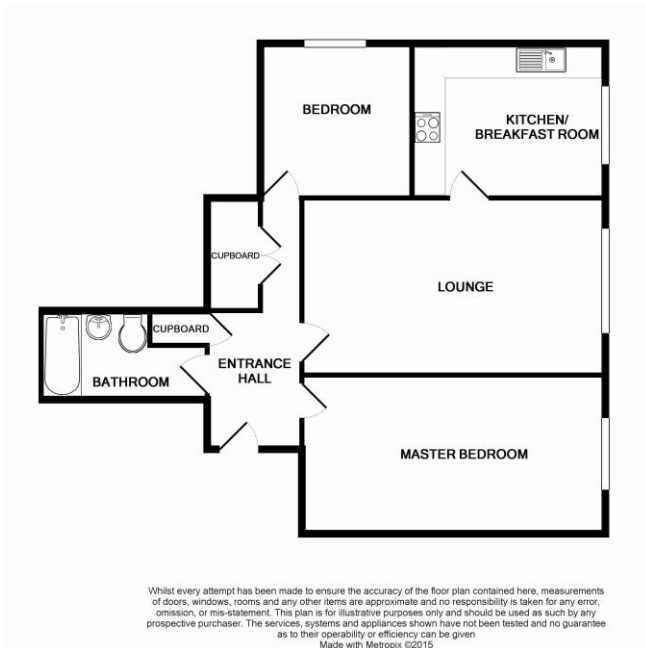 BEDROOM
KITCHEN/
BREAKFAST ROOM
CUPBOARD
LOUNGE
CUPBOARD
ENTRANCE
HALL
BATHROOM
MASTER BEDROOM
Whilst every attempt has been made to ensure the accuracy of the floor plan contained here, measurements
of doors, windows, rooms and any other items are approximate and no responsibility is taken for any error,
omission, or mis-statement. This plan is for illustrative purposes only and should be used as such by any
prospective purchaser. The services, systems and appliances shown have not been tested and no guarantee
as to their operability or efficiency can be given
Made with Metropix ©2015